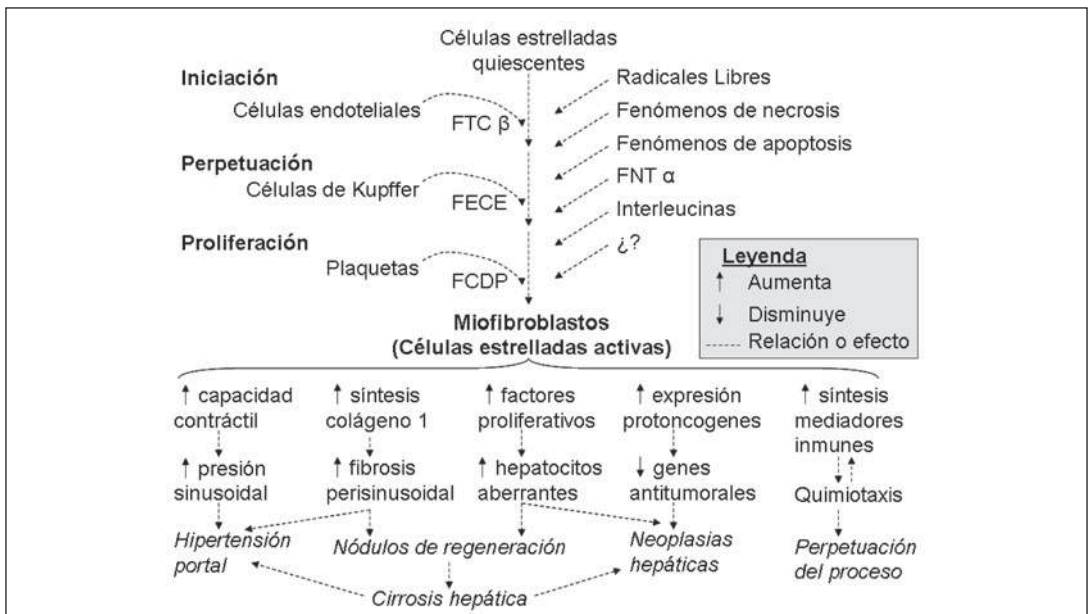 Células estrelladas
quiescentes
Iniciación
Radicales Libres
Células endoteliales
Fenómenos de necrosis
FTC β
Fenómenos de apoptosis
Perpetuación
FNT α
Células de Kupffer
FECE
Interleucinas
Proliferación
¿?
Plaquetas
FCDP
Leyenda
↑ Aumenta
↓ Disminuye
Relación o efecto
Miofibroblastos
(Células estrelladas activas)
↑ capacidad
contráctil
↑ síntesis
colágeno 1
↑ factores
proliferativos
↑ expresión
protoncogenes
↑ síntesis
mediadores
inmunes
↑ presión
sinusoidal
↑ fibrosis
perisinusoidal
↑ hepatocitos
aberrantes
↓ genes
antitumorales
Quimiotaxis
Hipertensión
portal
Nódulos de regeneración
Neoplasias
hepáticas
Perpetuación
del proceso
Cirrosis hepática